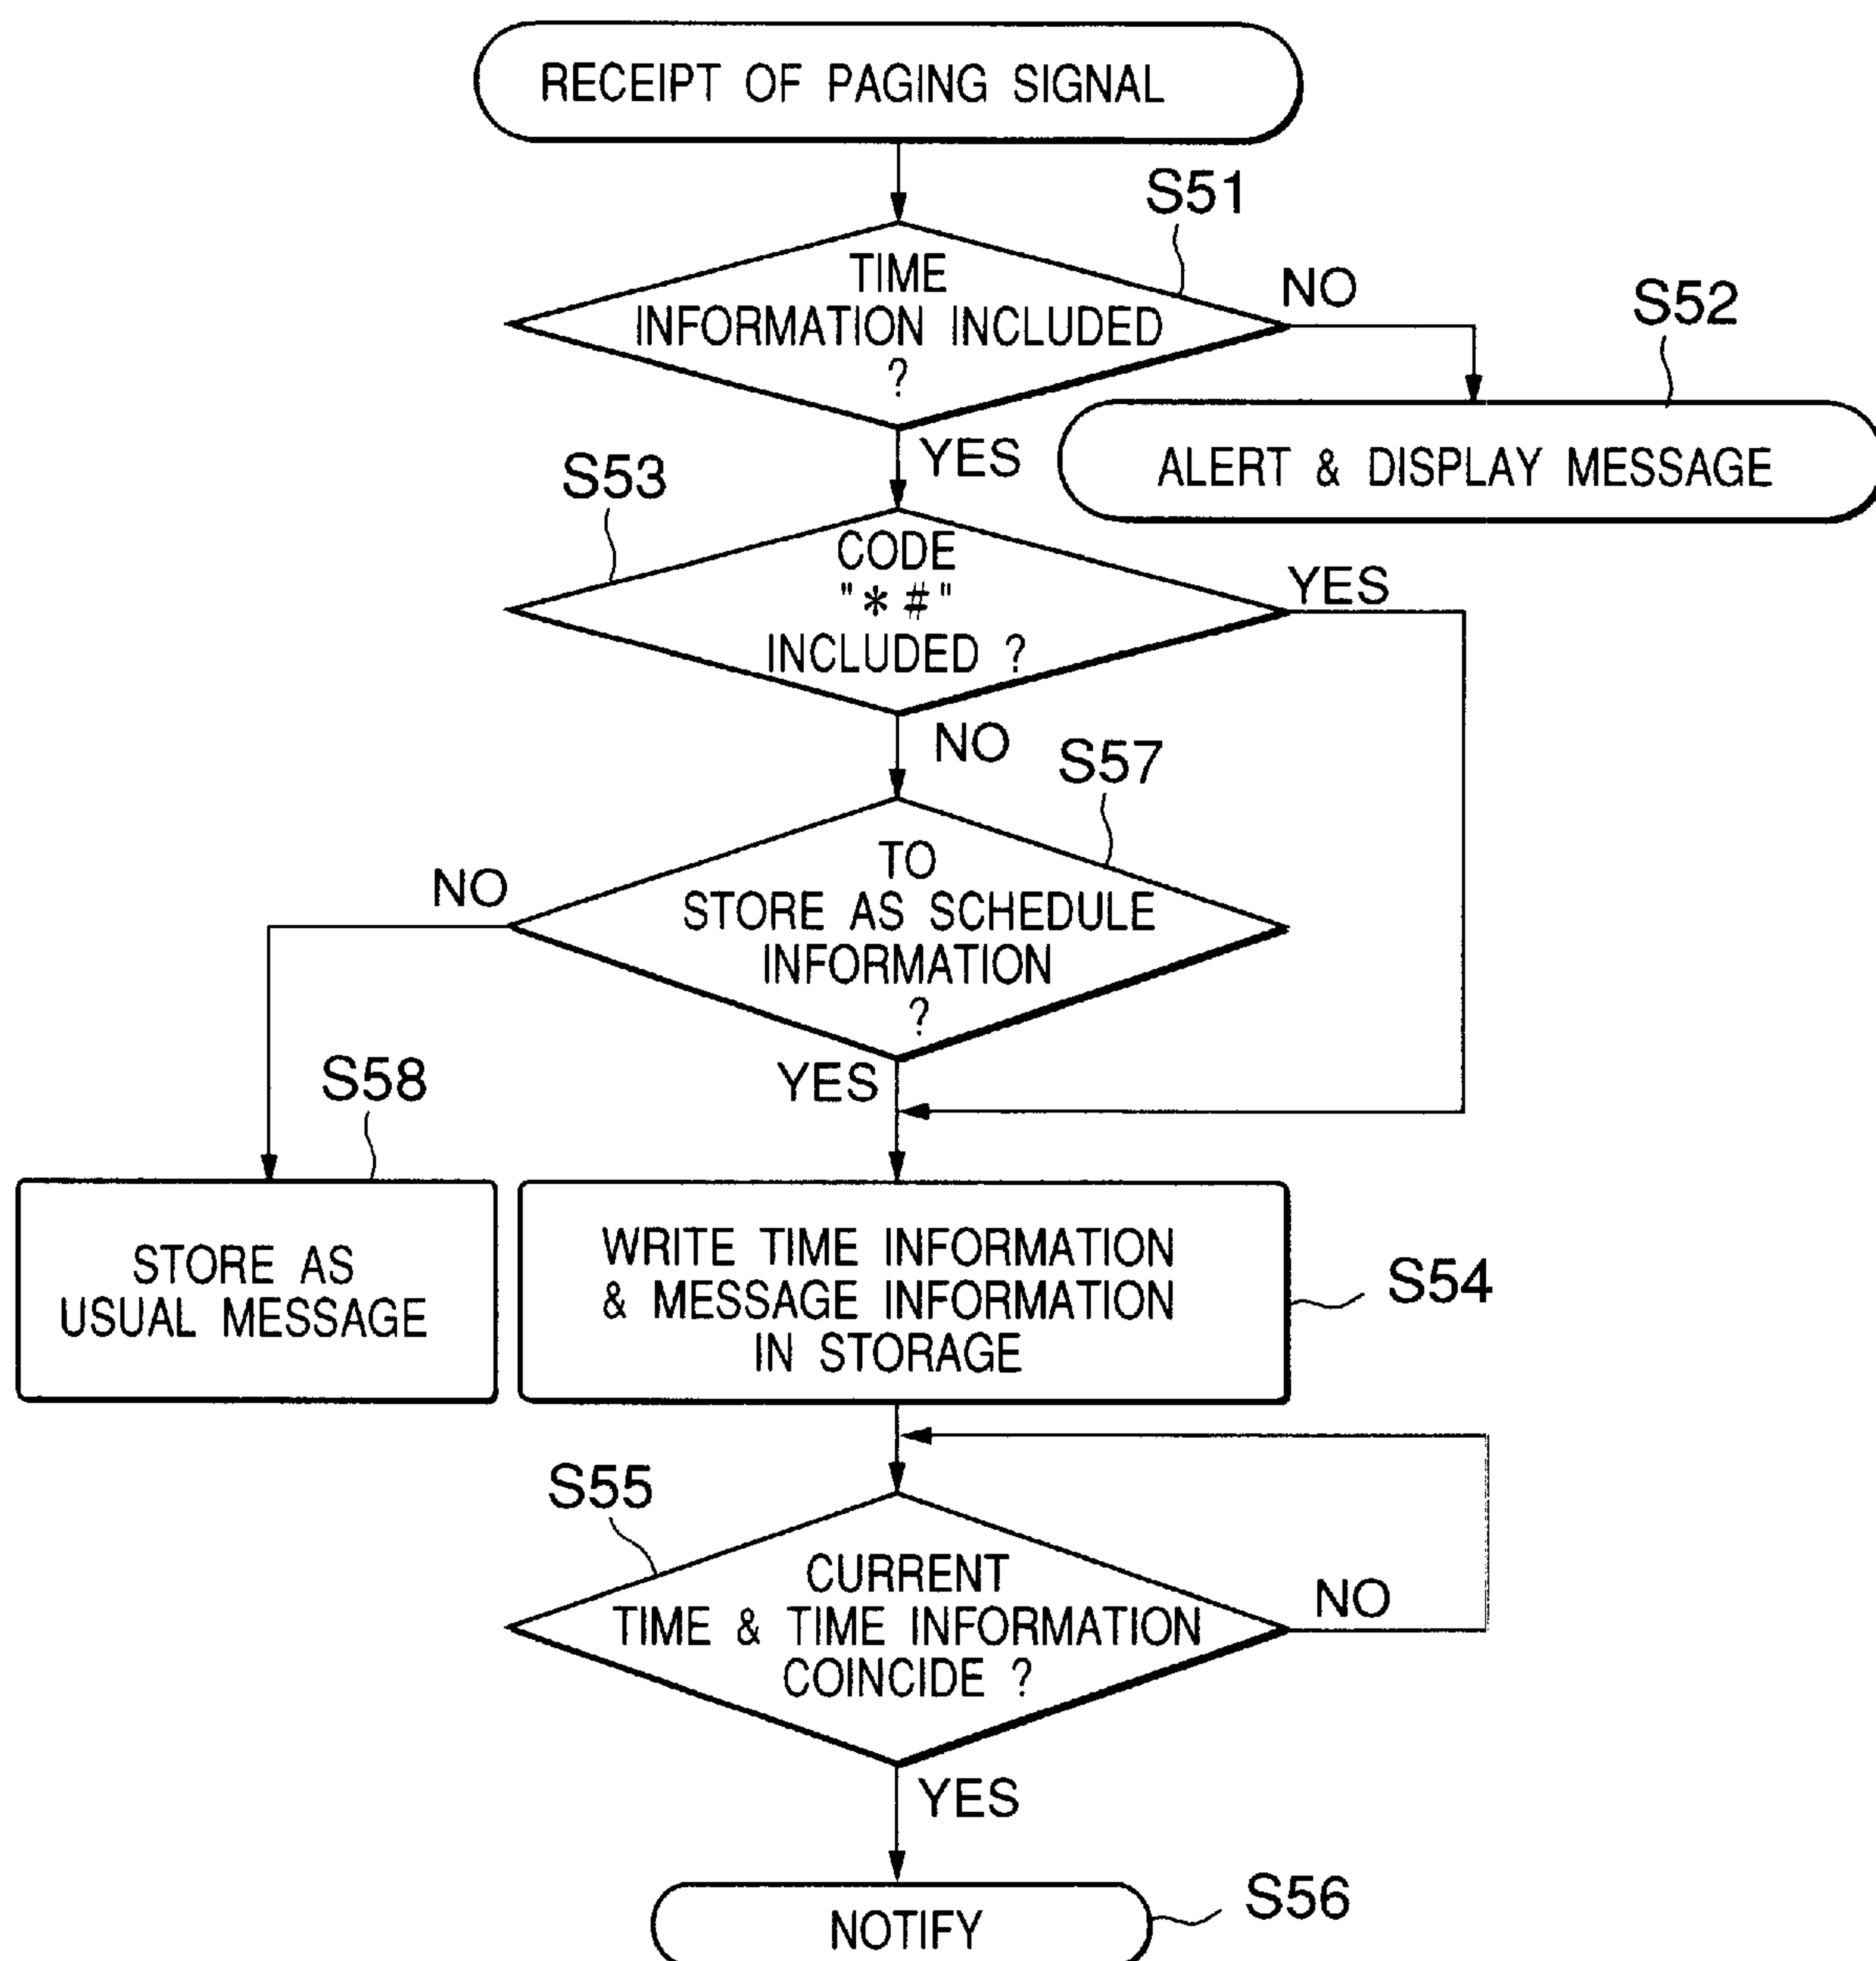 RECEIPT OF PAGING SIGNAL
S51
TIME
INFORMATION INCLUDED
?
NO
S52
ALERT & DISPLAY MESSAGE
YES
S53
CODE
"*#"
INCLUDED ?
YES
NO
S57
TO
STORE AS SCHEDULE
INFORMATION
?
NO
YES
S58
STORE AS
USUAL MESSAGE
WRITE TIME INFORMATION
& MESSAGE INFORMATION
IN STORAGE
S54
S55
CURRENT
TIME & TIME INFORMATION
COINCIDE ?
NO
YES
NOTIFY
S56